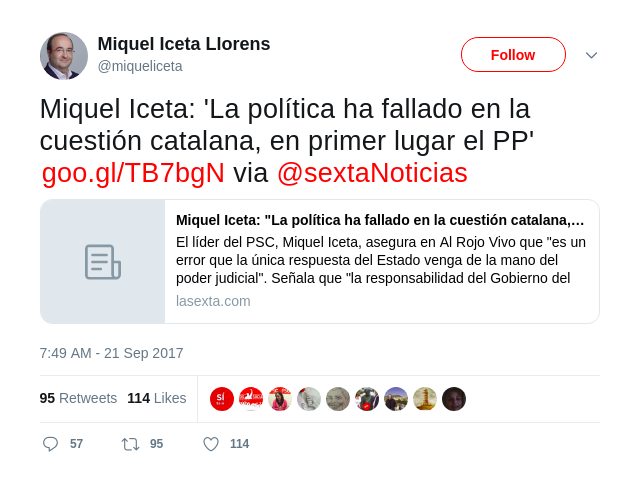 Miquel Iceta Llorens
@miqueliceta
Follow
Miquel Iceta: 'La política ha fallado en la
cuestión catalana, en primer lugar el PP'
goo.gl/TB7bgN via @sextaNoticias
Miquel Iceta: "La política ha fallado en la cuestión catalana,...
El líder del PSC, Miquel Iceta, asegura en Al Rojo Vivo que "es un
error que la única respuesta del Estado venga de la mano del
poder judicial". Señala que "la responsabilidad del Gobierno del
lasexta.com
7:49 AM - 21 Sep 2017
95 Retweets 114 Likes
SÍ
57 95 114